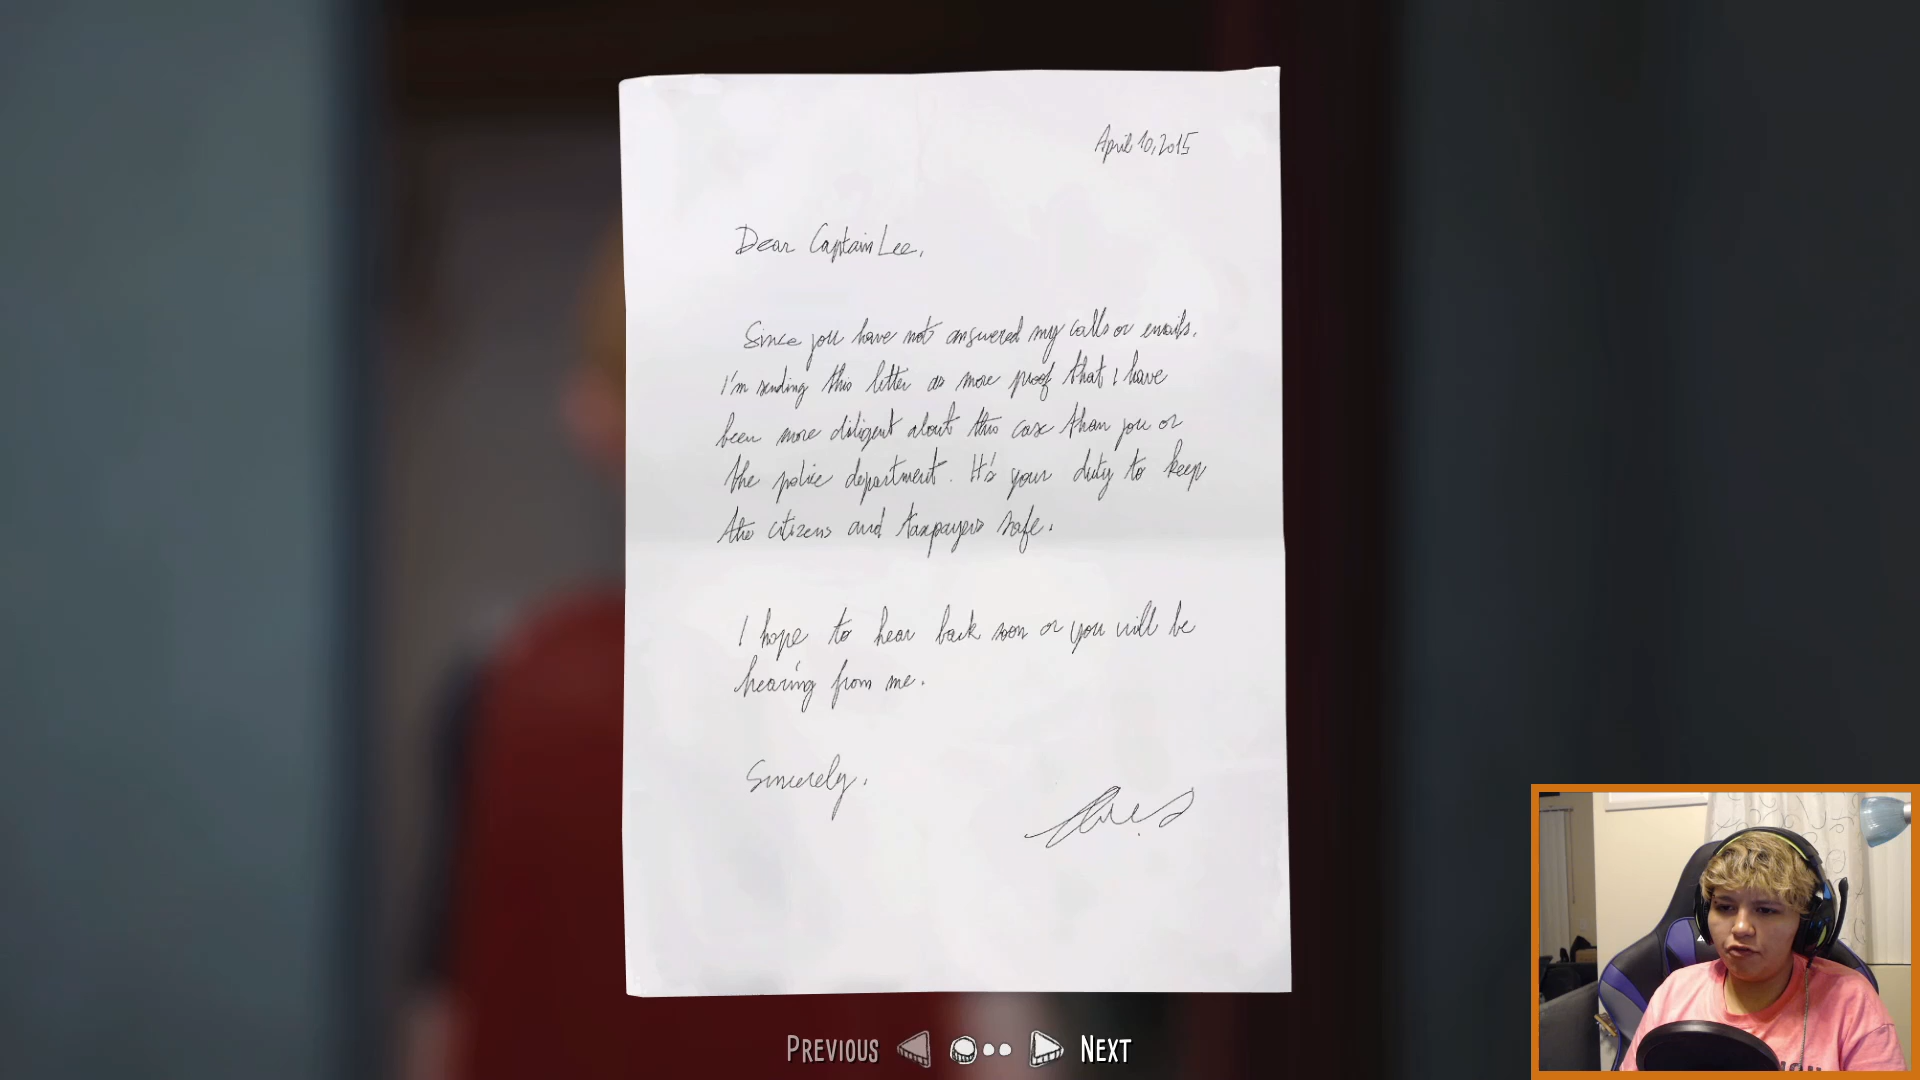 April 10, 2015
Dear Captain Lee,
Since you have not answered my calls or emails.
I'm sending this letter as more proof that I have
been more diligent about this case than you or
the police department. It's your duty to keep
the citizens and taxpayers safe.
I hope to hear back soon or you will be
hearing from me.
Sincerely,
PREVIOUS
NEXT